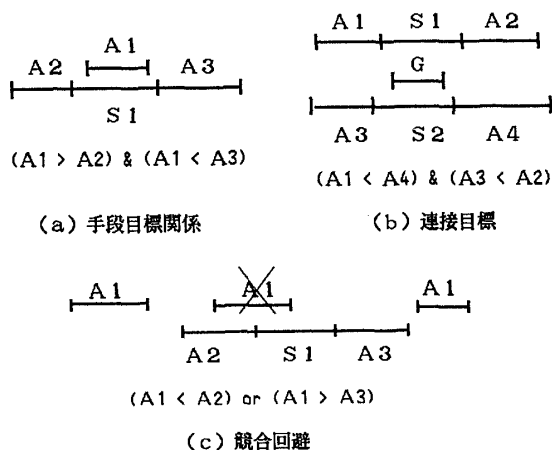 A1
A2 A3
S1
(A1 > A2) & (A1 < A3)
(a) 手段目標関係
A1 S1 A2
G
A3 S2 A4
(A1 < A4) & (A3 < A2)
(b) 連接目標
A1 A1 A1
A2 S1 A3
(A1 < A2) or (A1 > A3)
(c) 競合回避